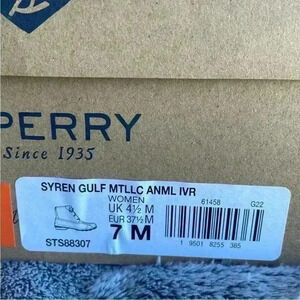 PERRY
Since 1935
SYREN GULF MTLLC ANML IVR
WOMEN
UK 4½ M
EUR 37½ M
7 M
STS88307
61458
G22
1 9501 8255 365